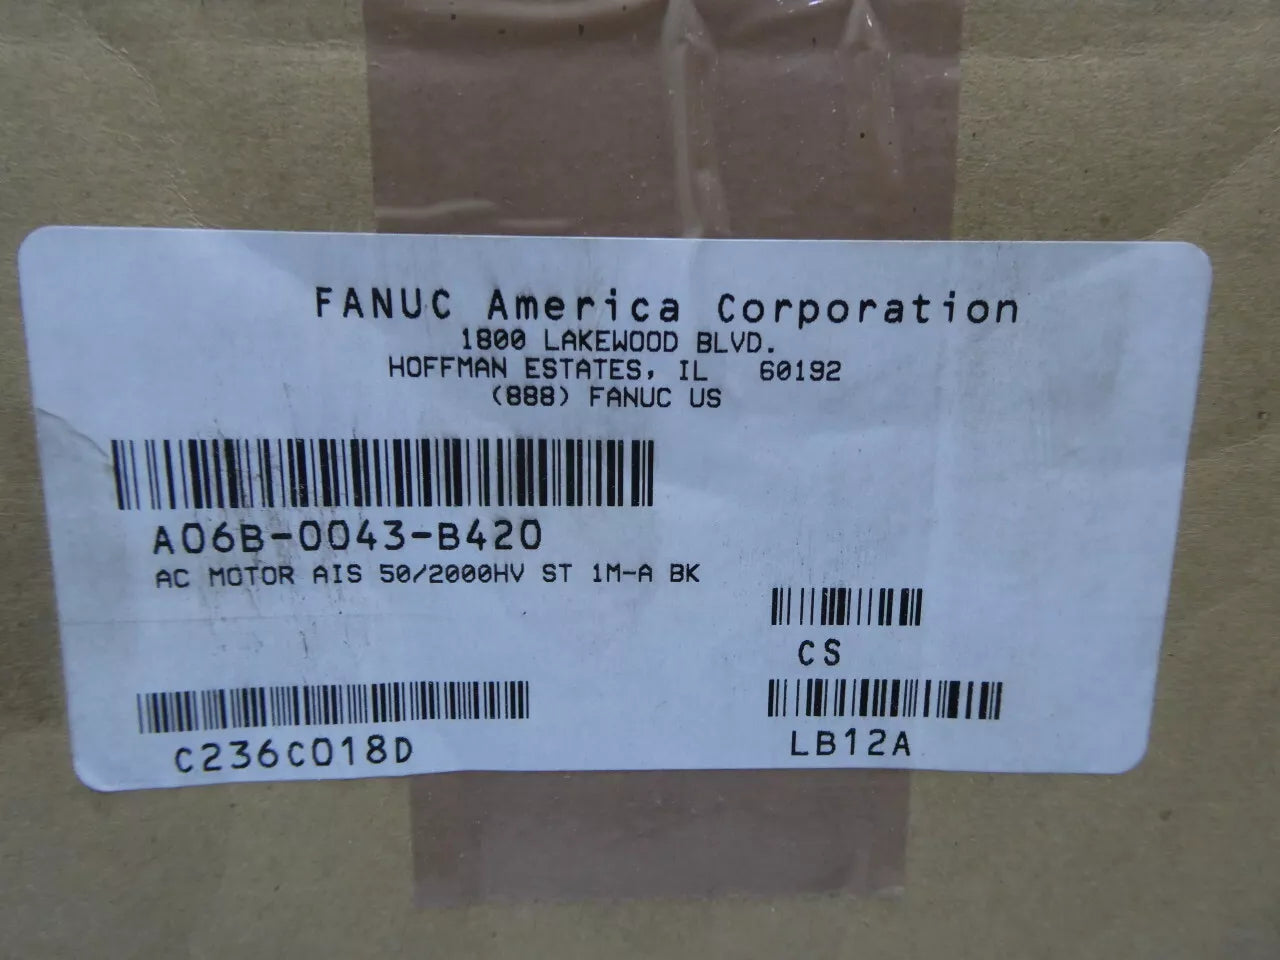 FANUC America Corporation
1800 LAKEWOOD BLVD.
HOFFMAN ESTATES, IL 60192
(888) FANUC US
A06B-0043-B420
AC MOTOR AIS 50/2000HV ST 1M-A BK
CS
C236C018D
LB12A